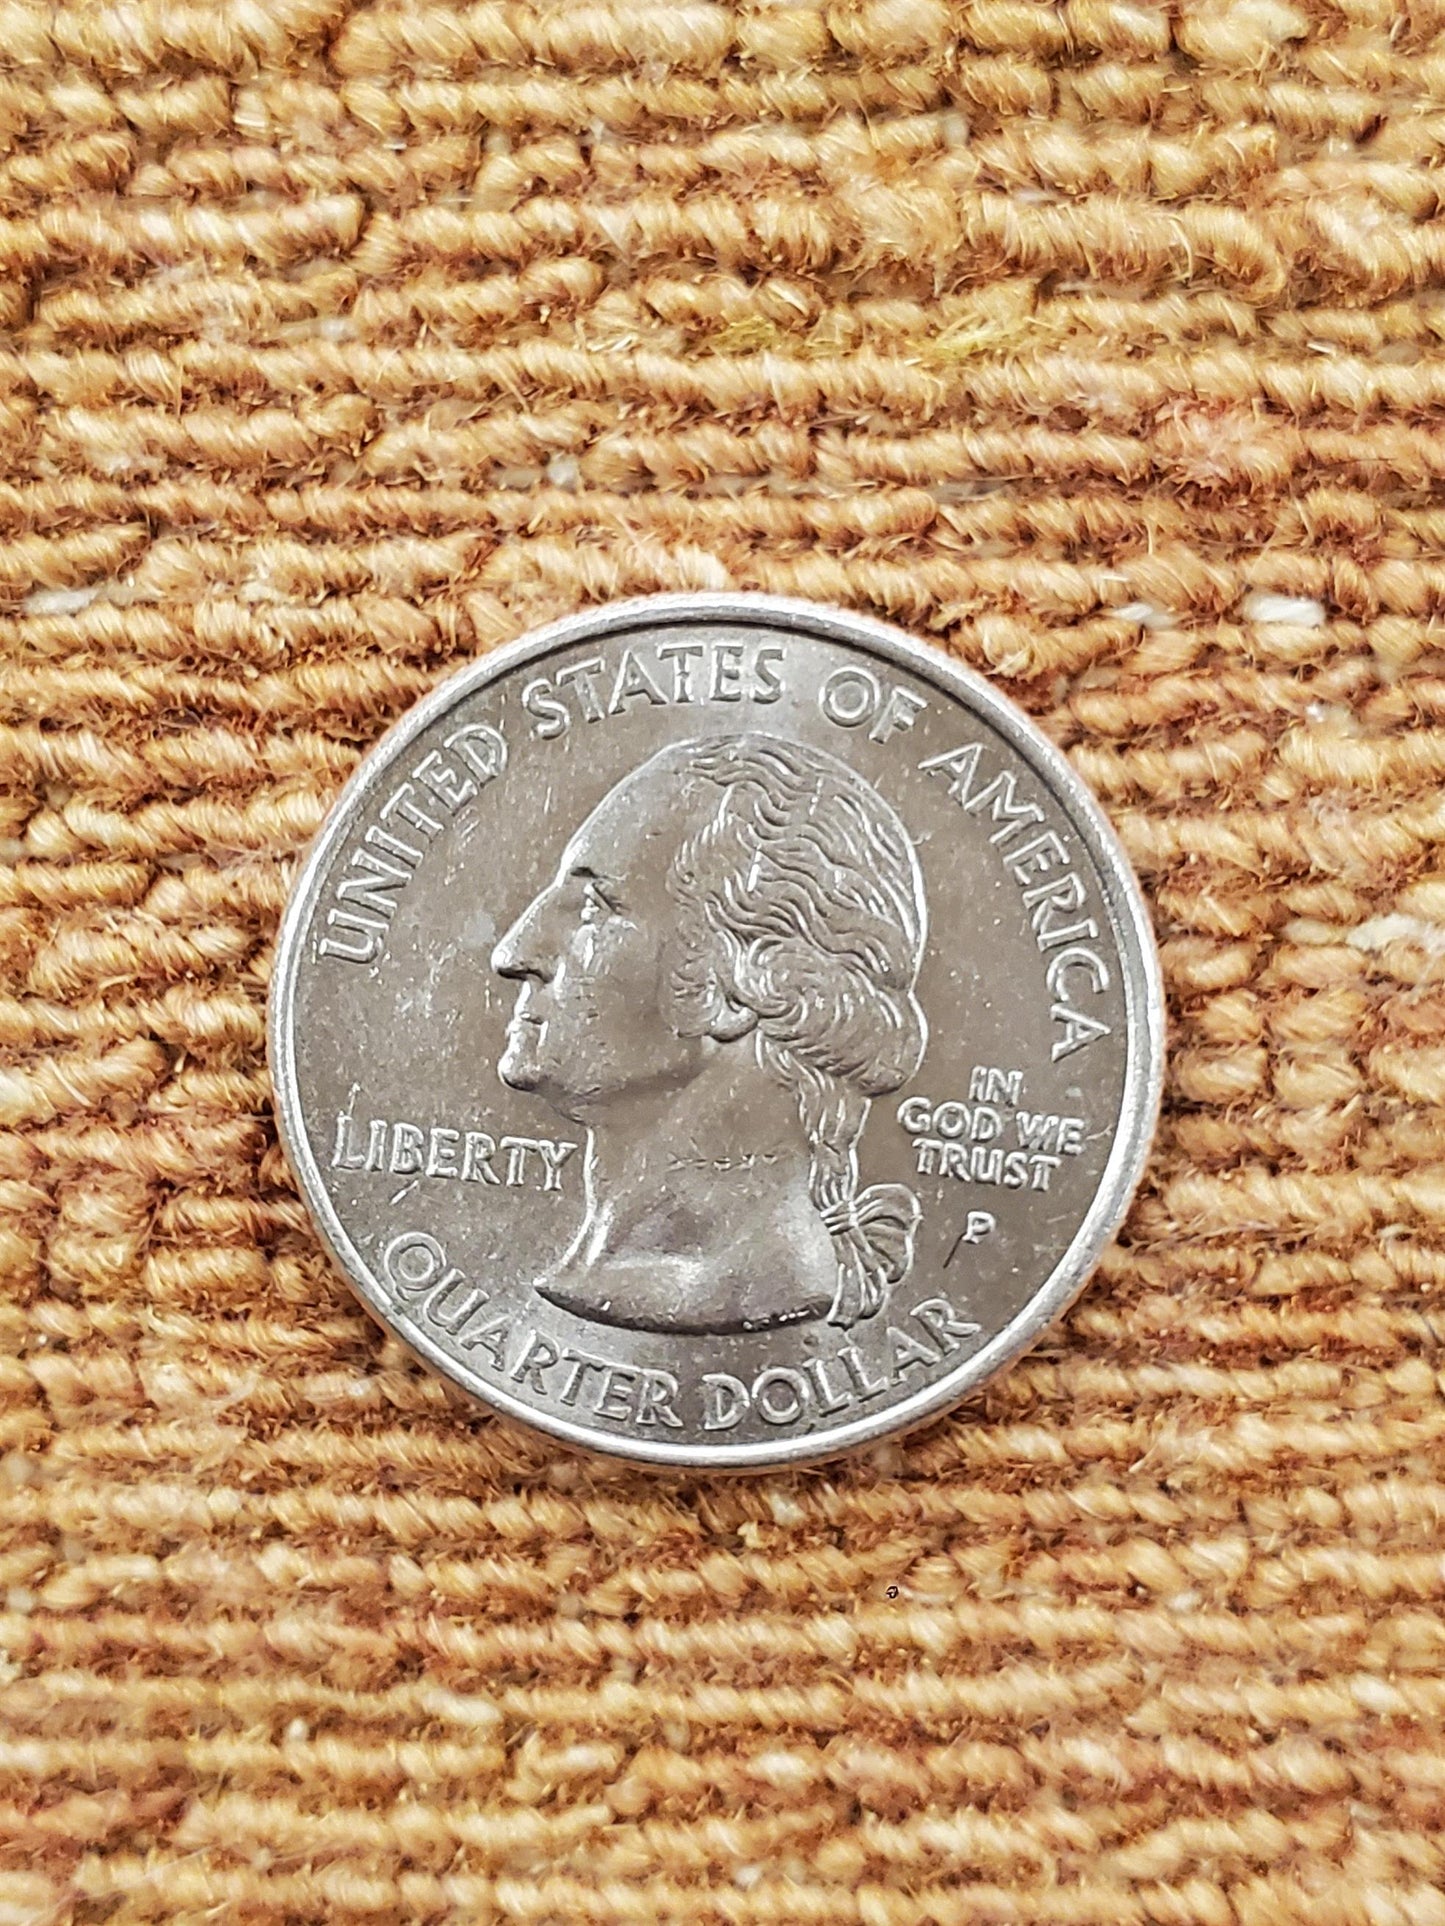 UNITED STATES OF AMERICA
LIBERTY
IN
GOD WE
TRUST
P
QUARTER DOLLAR